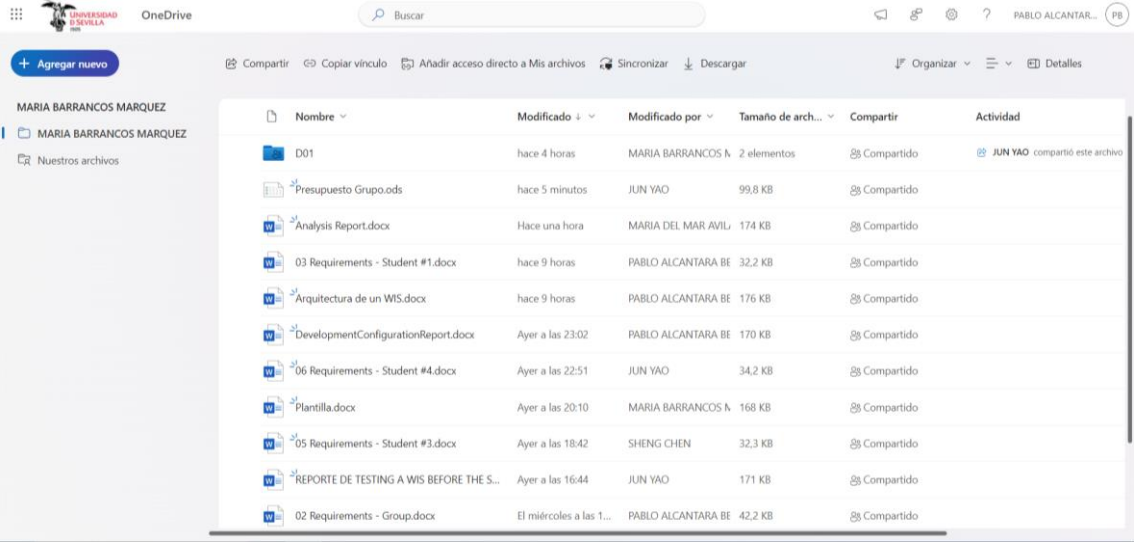 UNIVERSIDAD
D SEVILLA
1505
OneDrive
Buscar
PABLO ALCANTAR...
PB
Agregar nuevo
Compartir
Copiar vínculo
Añadir acceso directo a Mis archivos
Sincronizar
Descargar
Organizar
Detalles
MARIA BARRANCOS MARQUEZ
MARIA BARRANCOS MARQUEZ
Nuestros archivos
Nombre Modificado Modificado por Tamaño de arch... Compartir Actividad
D01 hace 4 horas MARIA BARRANCOS M 2 elementos Compartido JUN YAO compartió este archivo
Presupuesto Grupo.ods hace 5 minutos JUN YAO 99,8 KB Compartido
Analysis Report.docx Hace una hora MARIA DEL MAR AVIL 174 KB Compartido
03 Requirements - Student #1.docx hace 9 horas PABLO ALCANTARA BE 32,2 KB Compartido
Arquitectura de un WIS.docx hace 9 horas PABLO ALCANTARA BE 176 KB Compartido
DevelopmentConfigurationReport.docx Ayer a las 23:02 PABLO ALCANTARA BE 170 KB Compartido
06 Requirements - Student #4.docx Ayer a las 22:51 JUN YAO 34,2 KB Compartido
Plantilla.docx Ayer a las 20:10 MARIA BARRANCOS M 168 KB Compartido
05 Requirements - Student #3.docx Ayer a las 18:42 SHENG CHEN 32,3 KB Compartido
REPORTE DE TESTING A WIS BEFORE THE S... Ayer a las 16:44 JUN YAO 171 KB Compartido
02 Requirements - Group.docx El miércoles a las 1... PABLO ALCANTARA BE 42,2 KB Compartido